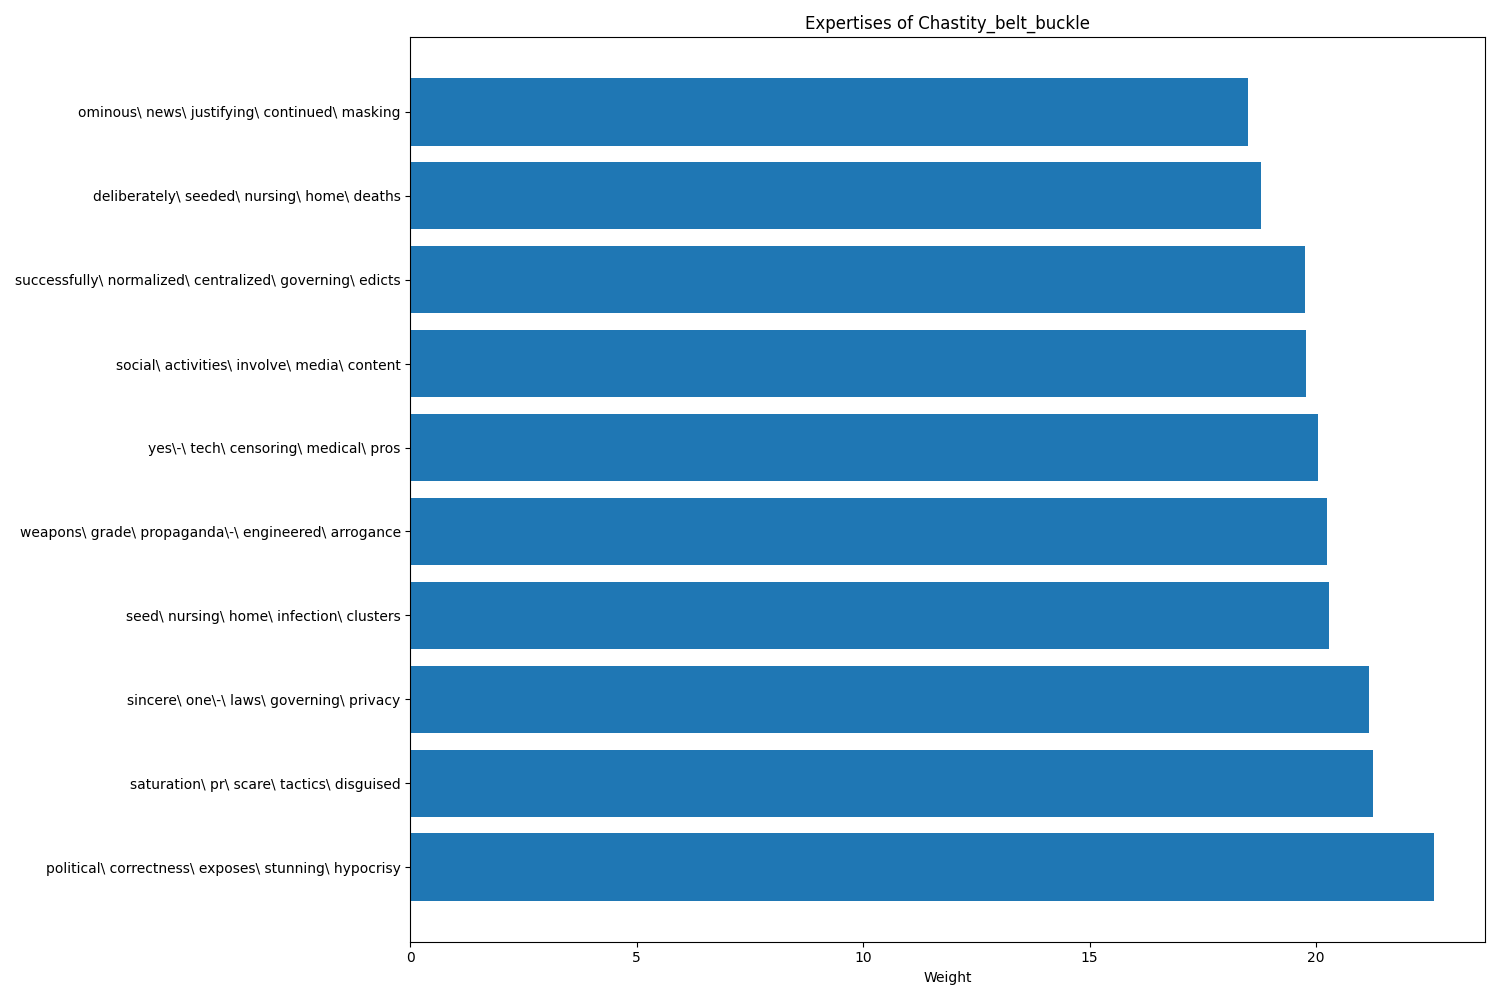 Expertises of Chastity_belt_buckle
ominous\ news\ justifying\ continued\ masking
deliberately\ seeded\ nursing\ home\ deaths
successfully\ normalized\ centralized\ governing\ edicts
social\ activities\ involve\ media\ content
yes\-\ tech\ censoring\ medical\ pros
weapons\ grade\ propaganda\-\ engineered\ arrogance
seed\ nursing\ home\ infection\ clusters
sincere\ one\-\ laws\ governing\ privacy
saturation\ pr\ scare\ tactics\ disguised
political\ correctness\ exposes\ stunning\ hypocrisy
0 5 10 15 20
Weight